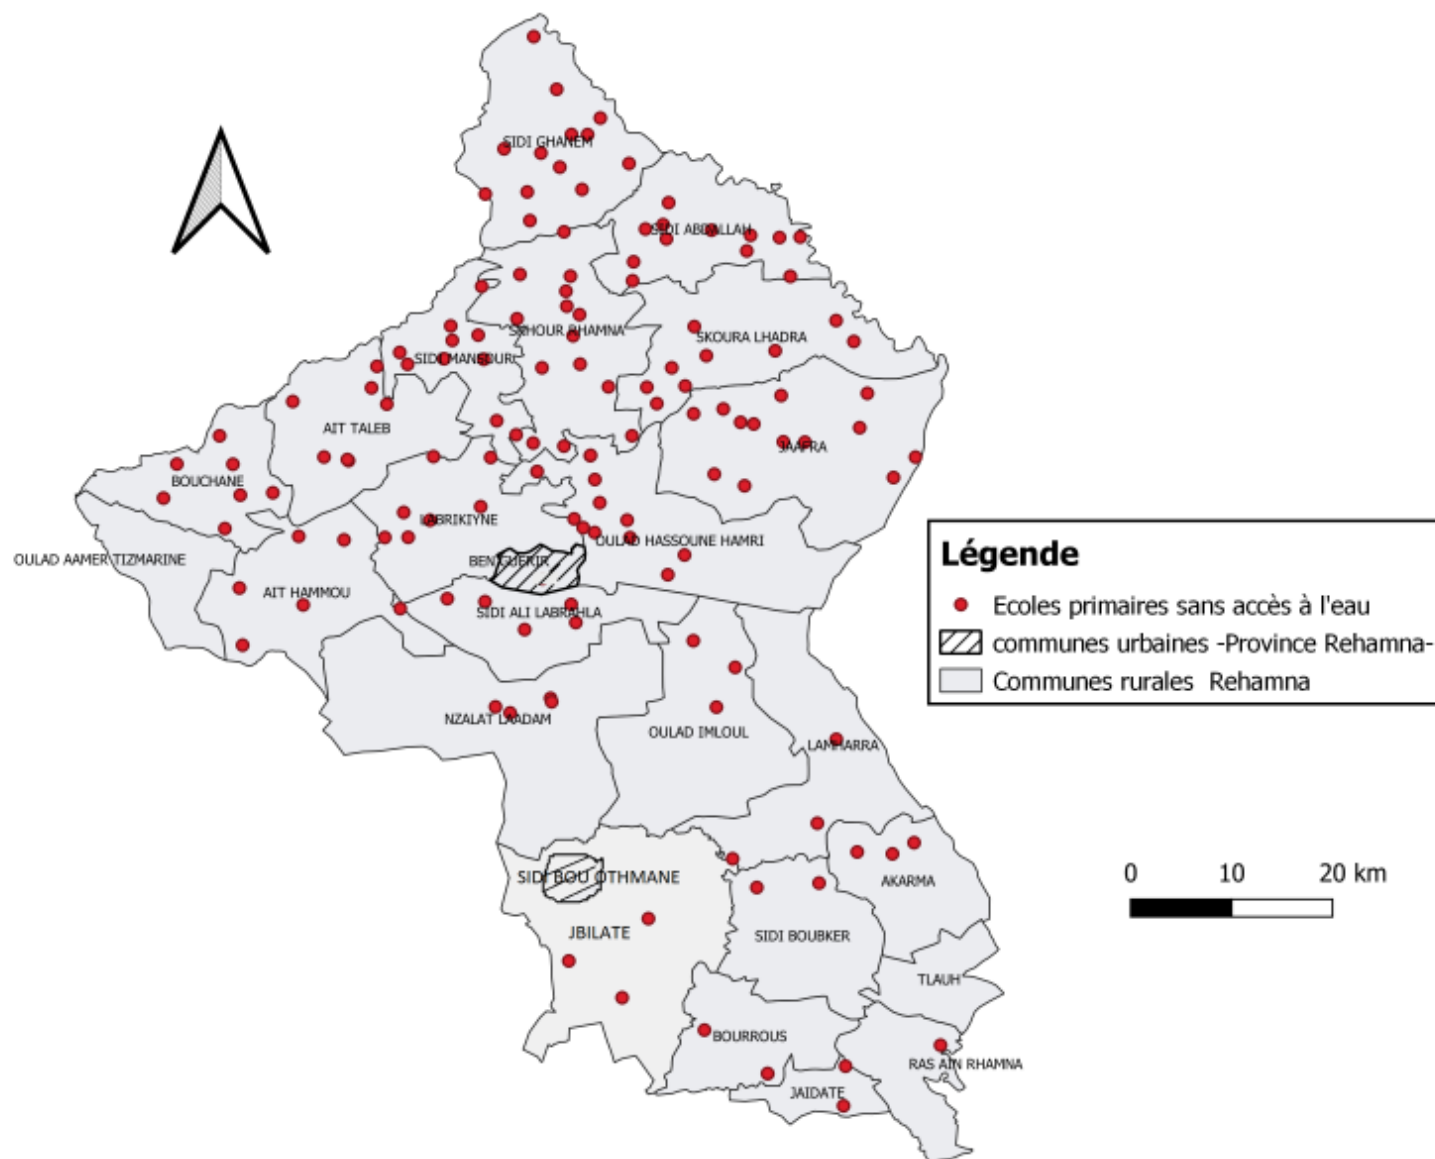 SIDI GHANEM
SIDI ABDALLAH
SKHOUR RHAMNA
SKOURA LHADRA
SIDI MANSOUR
AIT TALEB
JAAFRA
BOUCHANE
LABRIKIYNE
OULAD HASSOUNE HAMRI
OULAD AAMER TIZMARINE
BEN GUERIR
AIT HAMMOU
SIDI ALI LABRAHLA
NZALAT LAADAM
OULAD IMLOUL
LAMHARRA
SIDI BOU OTHMANE
AKARMA
JBILATE
SIDI BOUBKER
TLAUH
BOURROUS
RAS AIN RHAMNA
JAIDATE
Légende
Ecoles primaires sans accès à l'eau
communes urbaines -Province Rehamna-
Communes rurales Rehamna
0 10 20 km